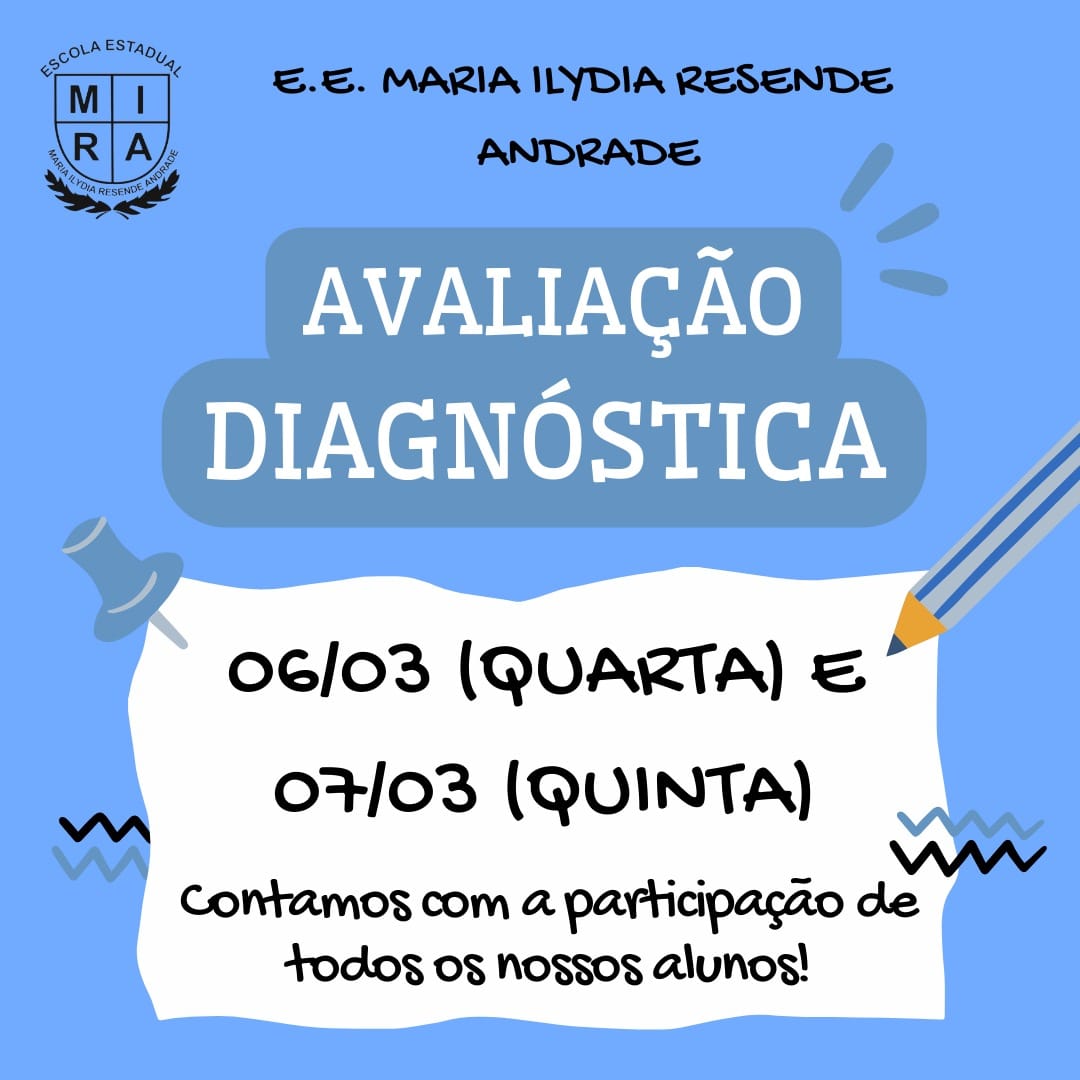 ESCOLA ESTADUAL
M I
R A
MARIA ILYDIA RESENDE ANDRADE
E.E. MARIA ILYDIA RESENDE
ANDRADE
AVALIAÇÃO
DIAGNÓSTICA
06/03 (QUARTA) E
07/03 (QUINTA)
Contamos com a participação de
todos os nossos alunos!